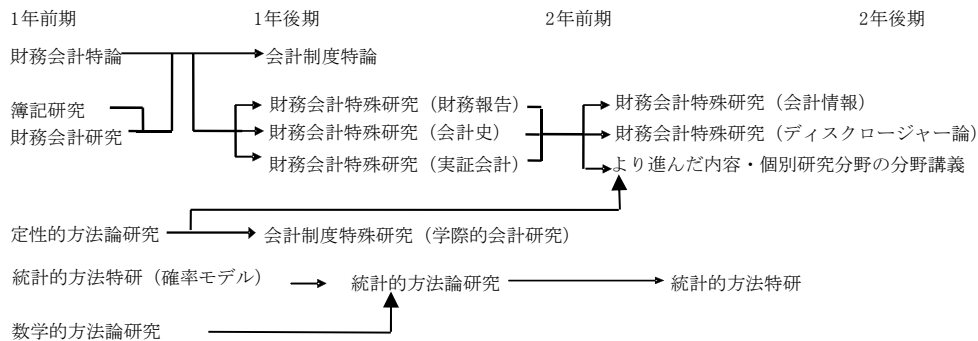 1年前期 1年後期 2年前期 2年後期
財務会計特論 会計制度特論
簿記研究 財務会計特殊研究（財務報告） 財務会計特殊研究（会計情報）
財務会計研究 財務会計特殊研究（会計史） 財務会計特殊研究（ディスクロージャー論）
財務会計特殊研究（実証会計） より進んだ内容・個別研究分野の分野講義
定性的方法論研究 会計制度特殊研究（学際的会計研究）
統計的方法特研（確率モデル） 統計的方法論研究 統計的方法特研
数学的方法論研究